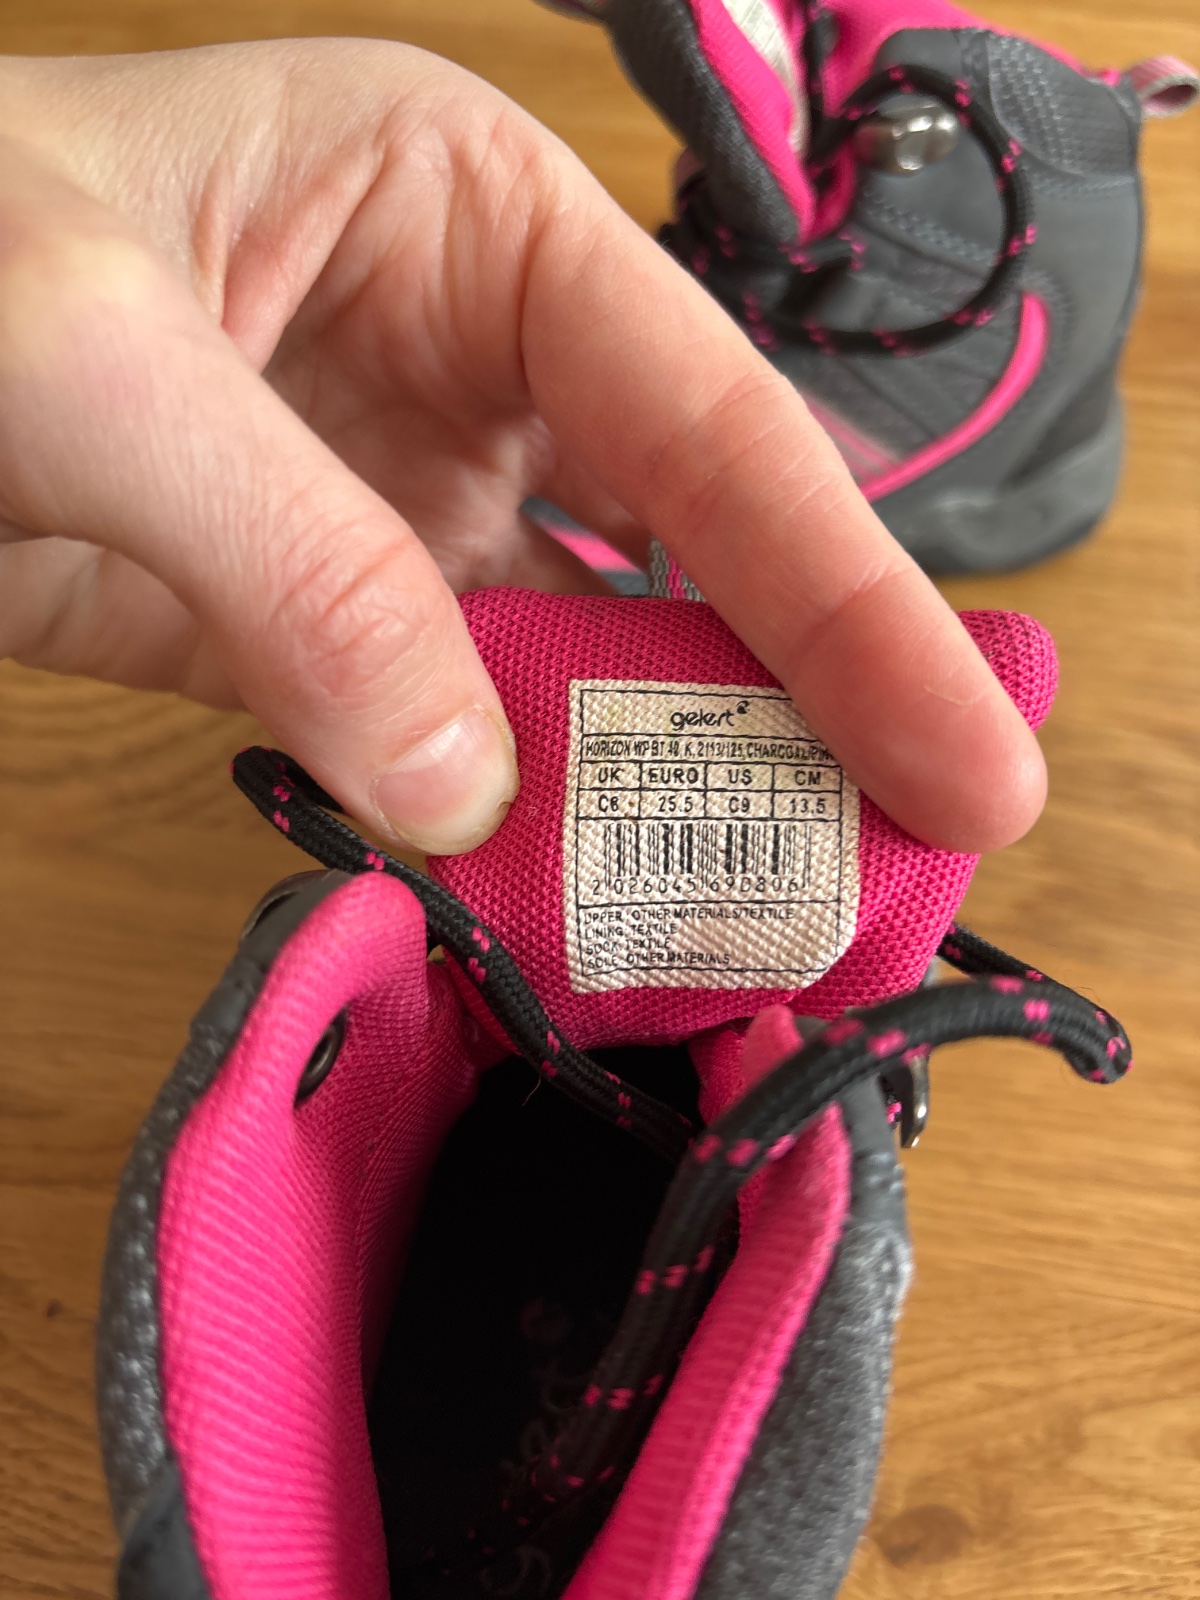 gelert
HORIZON WP BT 40, K, 2113/125, CHARCOAL/PINK
UK EURO US CM
C8 25.5 C9 13.5
UPPER: OTHER MATERIALS/TEXTILE
LINING: TEXTILE
SOCK: TEXTILE
SOLE: OTHER MATERIALS